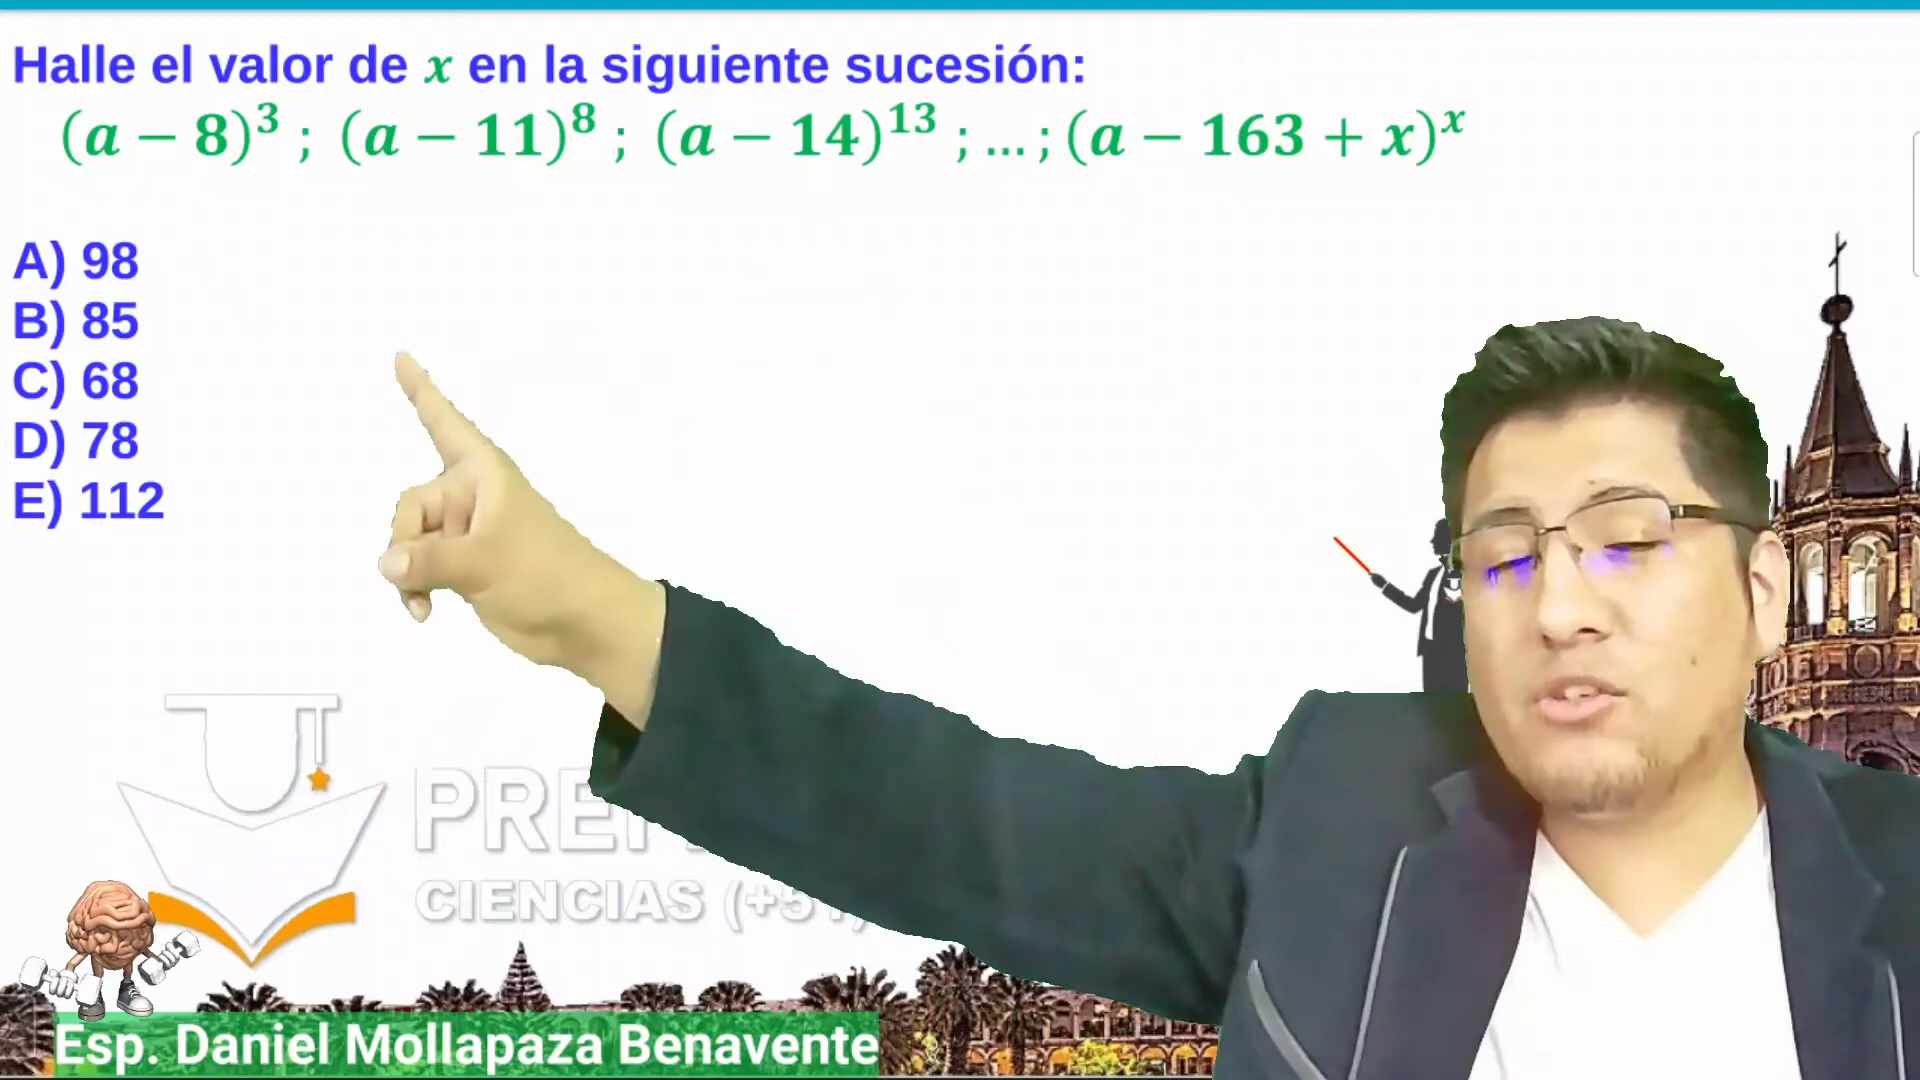 Halle el valor de x en la siguiente sucesión:
(a − 8)³ ; (a − 11)⁸ ; (a − 14)¹³ ; ... ; (a − 163 + x)ˣ
A) 98
B) 85
C) 68
D) 78
E) 112
CIENCIAS (+51)
Esp. Daniel Mollapaza Benavente